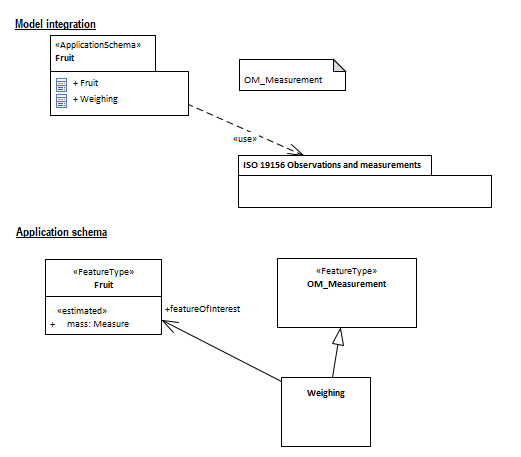 Model integration
«ApplicationSchema»
Fruit
+ Fruit
+ Weighing
OM_Measurement
«use»
ISO 19156 Observations and measurements
Application schema
«FeatureType»
Fruit
«estimated»
+ mass: Measure
+featureOfInterest
«FeatureType»
OM_Measurement
Weighing